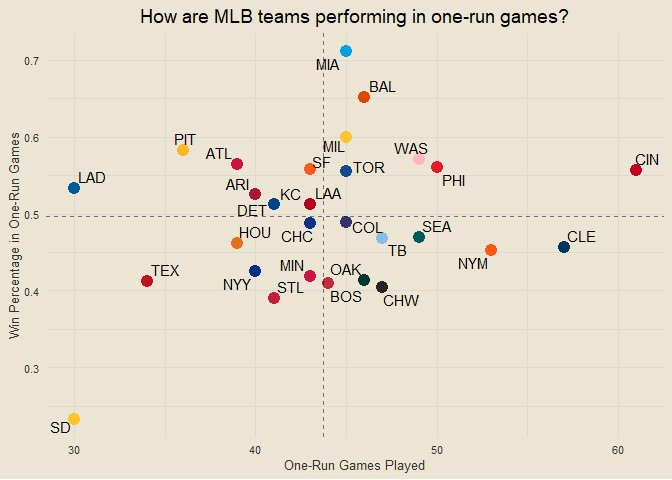 How are MLB teams performing in one-run games?
Win Percentage in One-Run Games
0.7
0.6
0.5
0.4
0.3
MIA
BAL
PIT
MIL
WAS
ATL
SF
TOR
CIN
LAD
PHI
ARI
KC
LAA
DET
HOU
CHC
COL
SEA
CLE
TB
NYM
TEX
MIN
OAK
NYY
STL
BOS
CHW
SD
30
40
50
60
One-Run Games Played